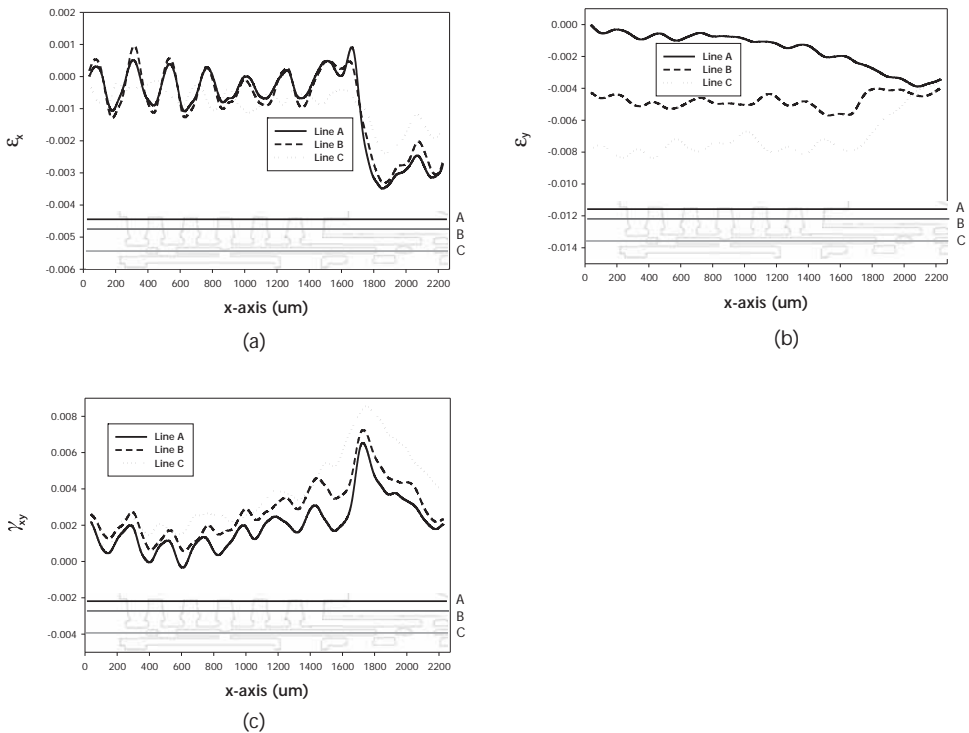 0.002
0.001
0.000
-0.001
-0.002
-0.003
-0.004
-0.005
-0.006
εx
Line A
Line B
Line C
A
B
C
0 200 400 600 800 1000 1200 1400 1600 1800 2000 2200
x-axis (um)
(a)
0.000
-0.002
-0.004
-0.006
-0.008
-0.010
-0.012
-0.014
εy
Line A
Line B
Line C
A
B
C
0 200 400 600 800 1000 1200 1400 1600 1800 2000 2200
x-axis (um)
(b)
0.008
0.006
0.004
0.002
0.000
-0.002
-0.004
γxy
Line A
Line B
Line C
A
B
C
0 200 400 600 800 1000 1200 1400 1600 1800 2000 2200
x-axis (um)
(c)